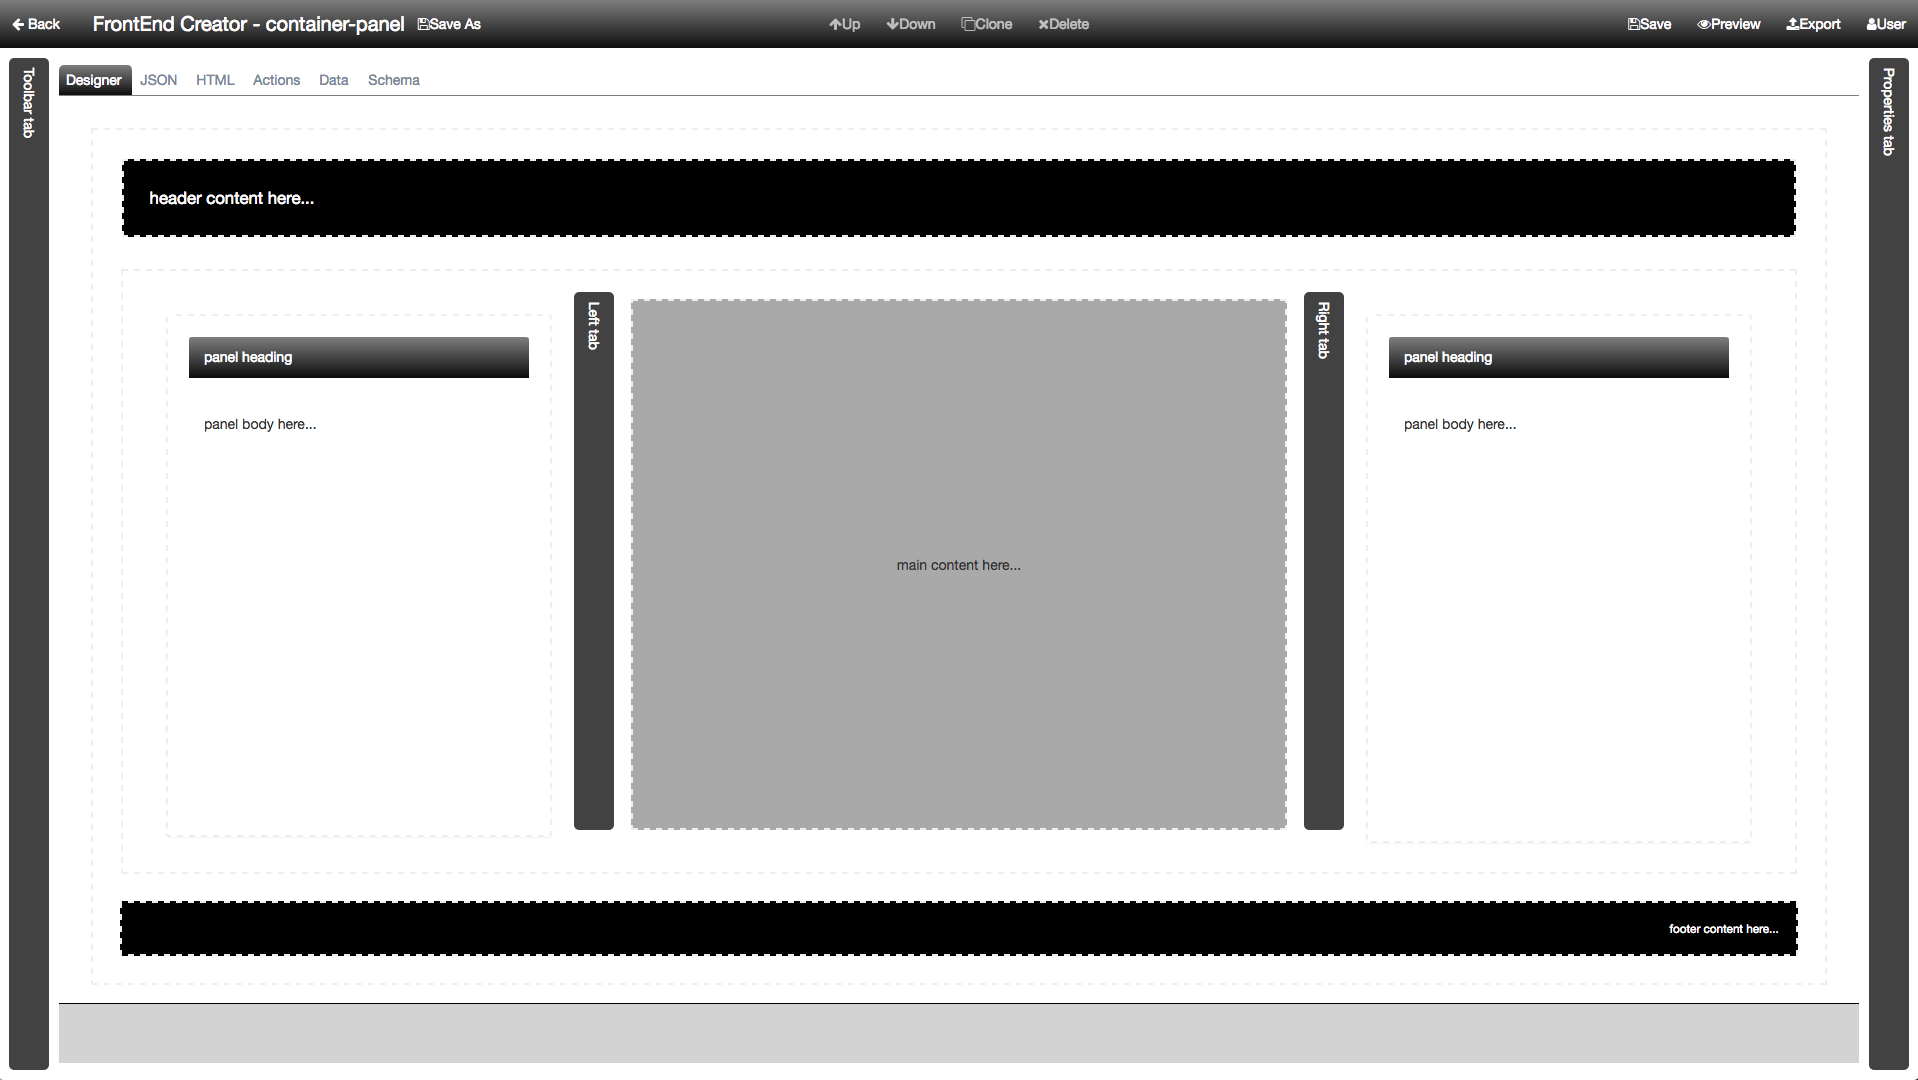 Back FrontEnd Creator - container-panel Save As Up Down Clone Delete Save Preview Export User
Toolbar tab
Designer JSON HTML Actions Data Schema
Properties tab
header content here...
panel heading
panel body here...
Left tab
main content here...
Right tab
panel heading
panel body here...
footer content here...